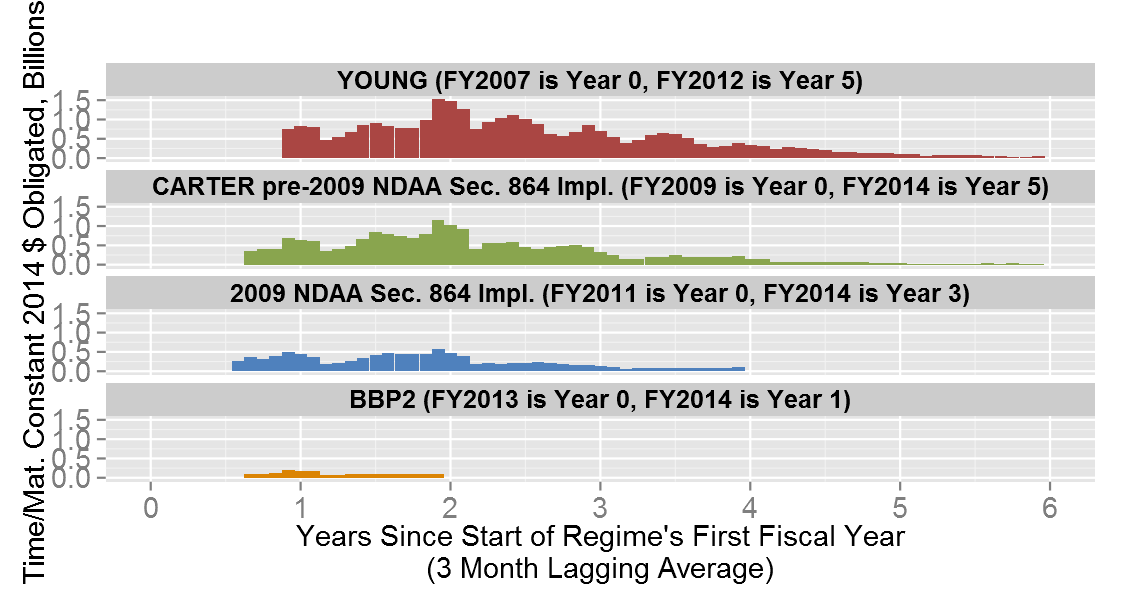 Time/Mat. Constant 2014 $ Obligated, Billions
YOUNG (FY2007 is Year 0, FY2012 is Year 5)
1.5
1.0
0.5
0.0
CARTER pre-2009 NDAA Sec. 864 Impl. (FY2009 is Year 0, FY2014 is Year 5)
1.5
1.0
0.5
0.0
2009 NDAA Sec. 864 Impl. (FY2011 is Year 0, FY2014 is Year 3)
1.5
1.0
0.5
0.0
BBP2 (FY2013 is Year 0, FY2014 is Year 1)
1.5
1.0
0.5
0.0
0 1 2 3 4 5 6
Years Since Start of Regime's First Fiscal Year
(3 Month Lagging Average)